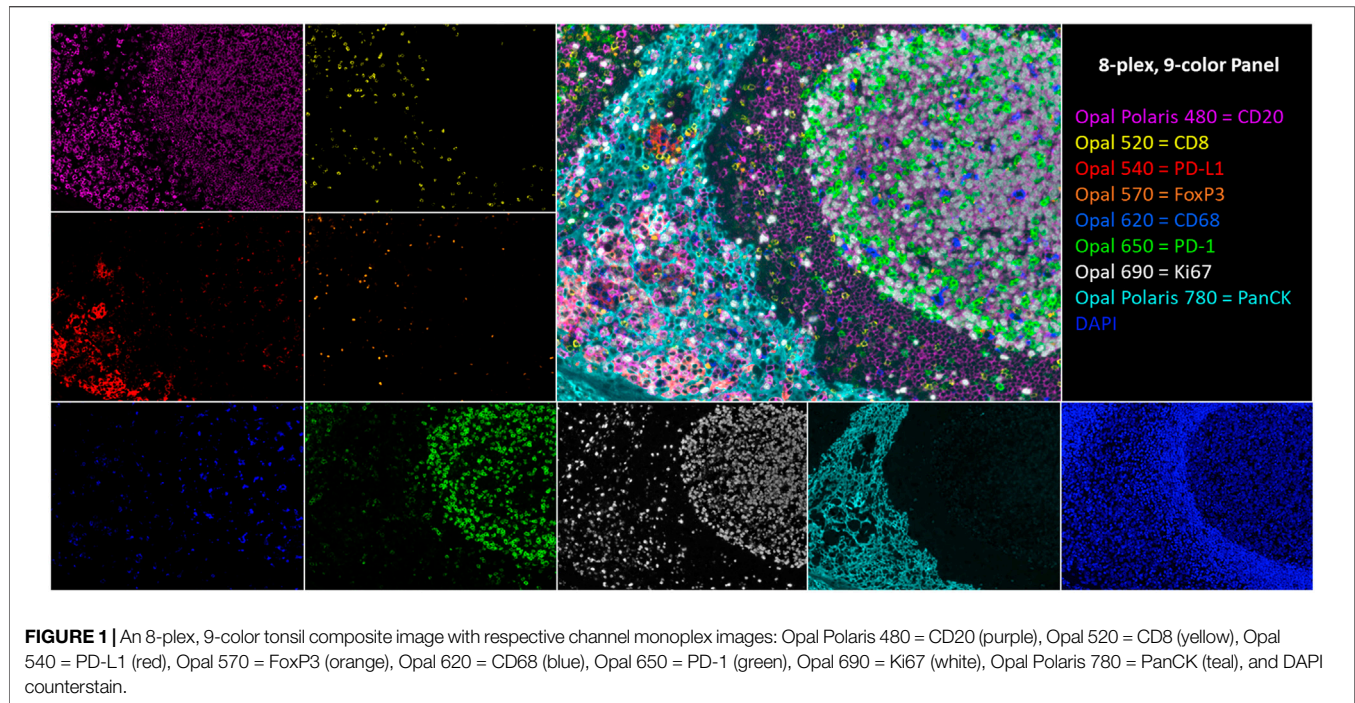 8-plex, 9-color Panel
Opal Polaris 480 = CD20
Opal 520 = CD8
Opal 540 = PD-L1
Opal 570 = FoxP3
Opal 620 = CD68
Opal 650 = PD-1
Opal 690 = Ki67
Opal Polaris 780 = PanCK
DAPI
FIGURE 1 | An 8-plex, 9-color tonsil composite image with respective channel monoplex images: Opal Polaris 480 = CD20 (purple), Opal 520 = CD8 (yellow), Opal
540 = PD-L1 (red), Opal 570 = FoxP3 (orange), Opal 620 = CD68 (blue), Opal 650 = PD-1 (green), Opal 690 = Ki67 (white), Opal Polaris 780 = PanCK (teal), and DAPI
counterstain.